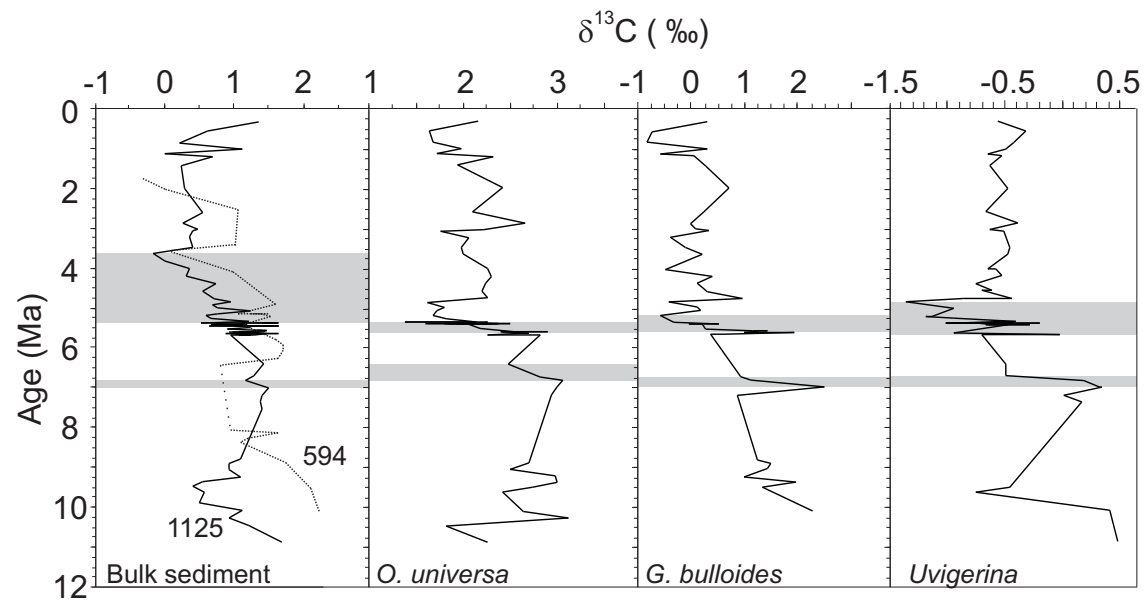 δ13C ( ‰)
-1 0 1 2 1 2 3 -1 0 1 2 -1 -1.5 -0.5 0.5
0
2
4
6
8
10
12
Age (Ma)
594
1125
Bulk sediment O. universa G. bulloides Uvigerina